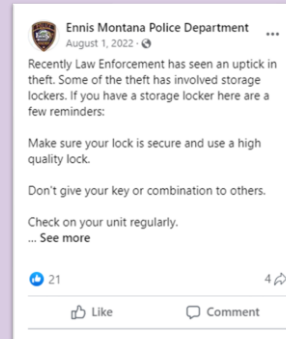 Ennis Montana Police Department
August 1, 2022 ·
Recently Law Enforcement has seen an uptick in
theft. Some of the theft has involved storage
lockers. If you have a storage locker here are a
few reminders:
Make sure your lock is secure and use a high
quality lock.
Don't give your key or combination to others.
Check on your unit regularly.
... See more
21 4
Like Comment